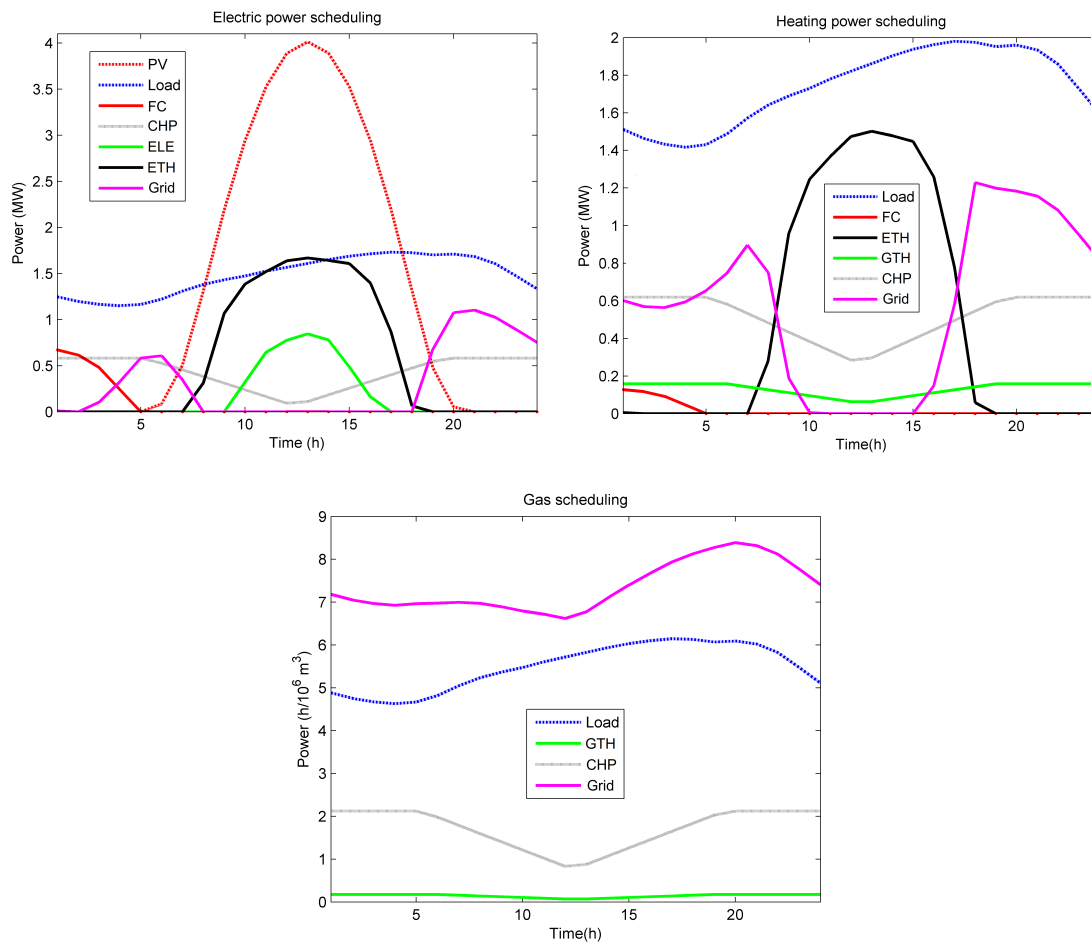 Electric power scheduling
4
3.5
3
2.5
2
1.5
1
0.5
0
Power (MW)
PV
Load
FC
CHP
ELE
ETH
Grid
5
10
15
20
Time (h)
Heating power scheduling
2
1.8
1.6
1.4
1.2
1
0.8
0.6
0.4
0.2
0
Power (MW)
Load
FC
ETH
GTH
CHP
Grid
5
10
15
20
Time(h)
Gas scheduling
9
8
7
6
5
4
3
2
1
0
Power (h/10^6 m^3)
Load
GTH
CHP
Grid
5
10
15
20
Time(h)